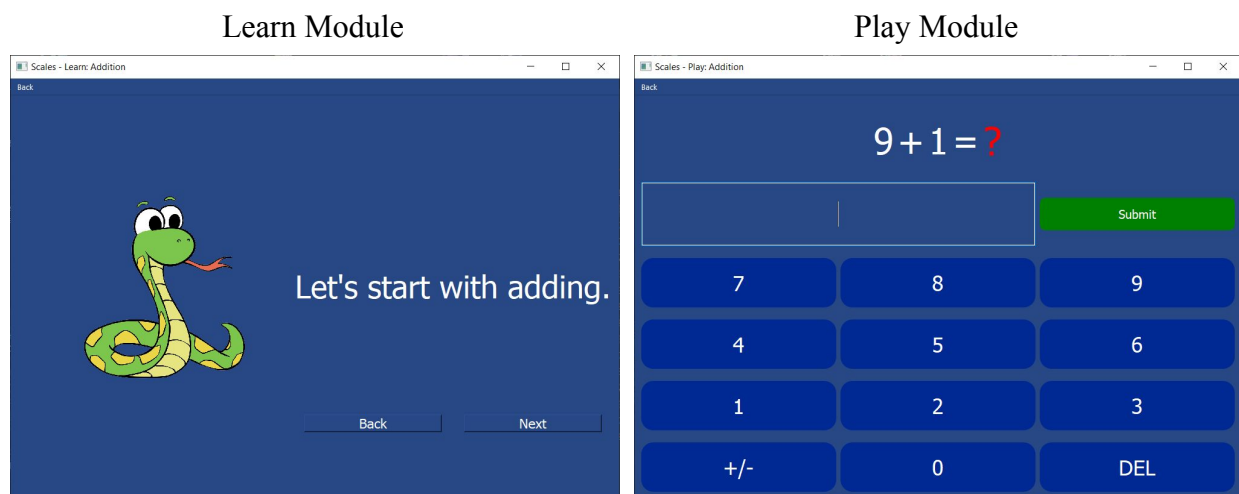 Learn Module
Play Module
Scales - Learn: Addition
Back
Let's start with adding.
Back
Next
Scales - Play: Addition
Back
9+1=?
Submit
7
8
9
4
5
6
1
2
3
+/-
0
DEL